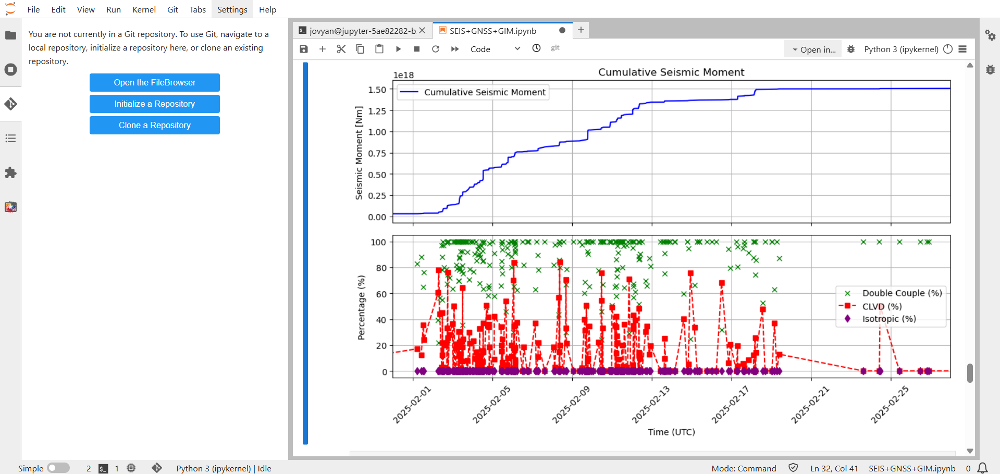 File Edit View Run Kernel Git Tabs Settings Help
You are not currently in a Git repository. To use Git, navigate to a
local repository, initialize a repository here, or clone an existing
repository.
Open the FileBrowser
Initialize a Repository
Clone a Repository
jovyan@jupyter-5ae82282-b
SEIS+GNSS+GIM.ipynb
Code
git
Open in...
Python 3 (ipykernel)
Cumulative Seismic Moment
1e18
Cumulative Seismic Moment
Seismic Moment [Nm]
1.50
1.25
1.00
0.75
0.50
0.25
0.00
Percentage (%)
100
80
60
40
20
0
Double Couple (%)
CLVD (%)
Isotropic (%)
2025-02-01
2025-02-05
2025-02-09
2025-02-13
2025-02-17
2025-02-21
2025-02-25
Time (UTC)
Simple 2 $_ 1 Python 3 (ipykernel) | Idle Mode: Command Ln 32, Col 41 SEIS+GNSS+GIM.ipynb 0